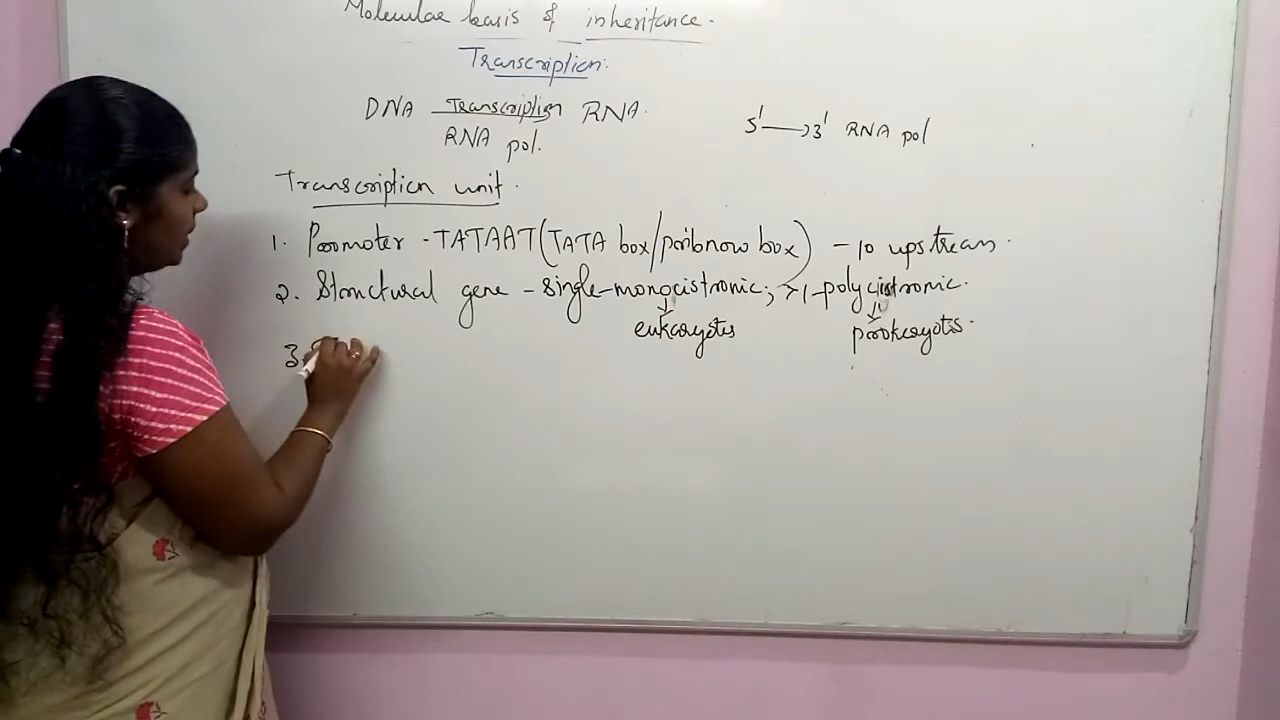 Molecular basis of inheritance.
Transcription.
DNA Transcription RNA.
RNA pol.
5' → 3' RNA pol
Transcription unit.
1. Promoter - TATAAT (TATA box/pribnow box) - 10 upstream.
2. Structural gene - single-monocistronic; >1-polycistronic.
eukaryotes prokaryotes.
3.